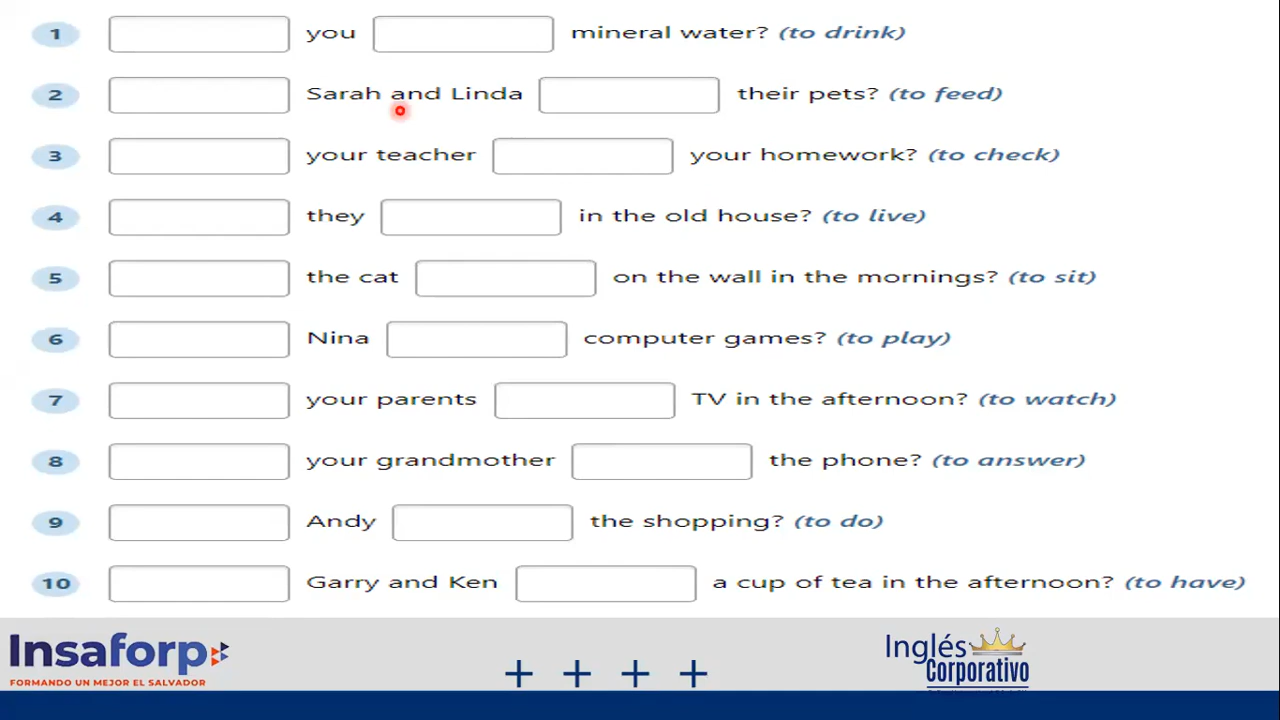 1 you mineral water? (to drink)
2 Sarah and Linda their pets? (to feed)
3 your teacher your homework? (to check)
4 they in the old house? (to live)
5 the cat on the wall in the mornings? (to sit)
6 Nina computer games? (to play)
7 your parents TV in the afternoon? (to watch)
8 your grandmother the phone? (to answer)
9 Andy the shopping? (to do)
10 Garry and Ken a cup of tea in the afternoon? (to have)
Insaforp
FORMANDO UN MEJOR EL SALVADOR
Inglés
Corporativo